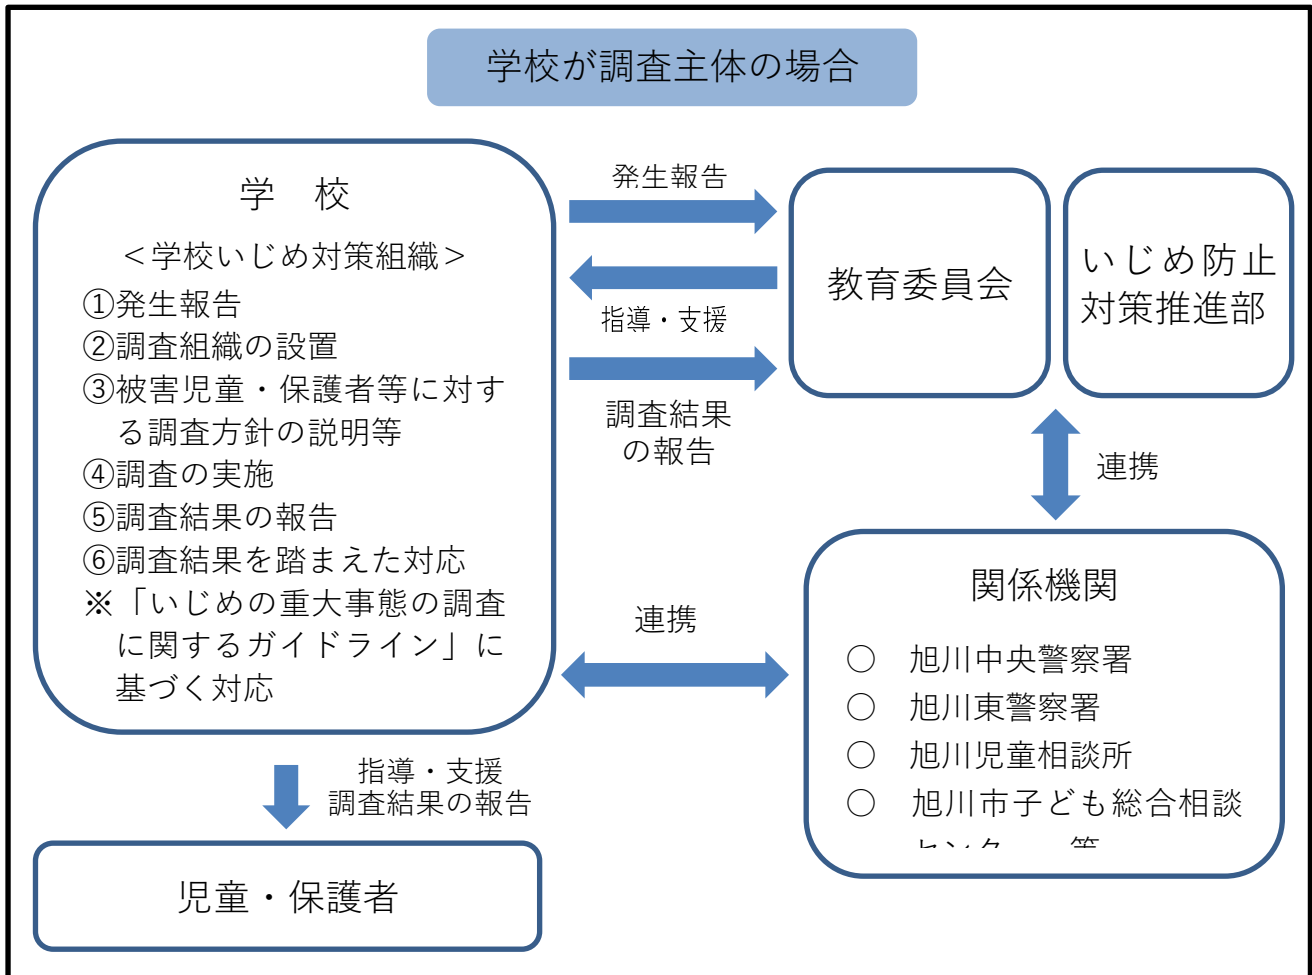 学校が調査主体の場合
学　校
＜学校いじめ対策組織＞
①発生報告
②調査組織の設置
③被害児童・保護者等に対す
る調査方針の説明等
④調査の実施
⑤調査結果の報告
⑥調査結果を踏まえた対応
※「いじめの重大事態の調査
に関するガイドライン」に
基づく対応
発生報告
指導・支援
調査結果
の報告
教育委員会
いじめ防止
対策推進部
連携
連携
関係機関
○　旭川中央警察署
○　旭川東警察署
○　旭川児童相談所
○　旭川市子ども総合相談
指導・支援
調査結果の報告
児童・保護者